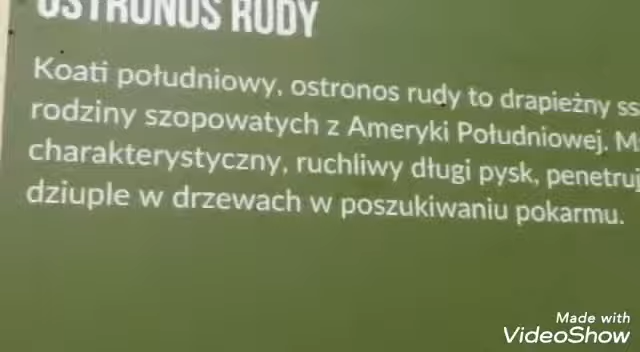 OSTRONOS RUDY
Koati południowy, ostronos rudy to drapieżny
rodziny szopowatych z Ameryki Południowej.
charakterystyczny, ruchliwy długi pysk,
dziuple w drzewach w poszukiwaniu pokarmu.
Made with
VideoShow